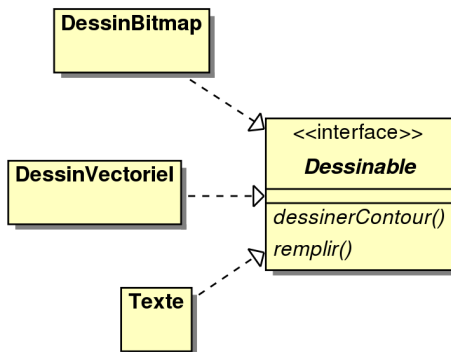 DessinBitmap
<<interface>>
Dessinable
DessinVectoriel
dessinerContour()
remplir()
Texte